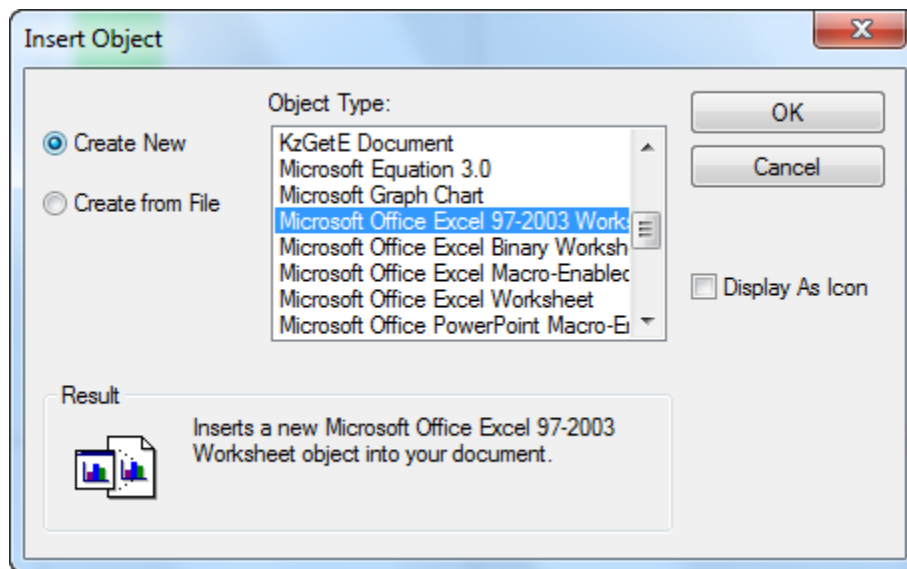 Insert Object
Object Type:
Create New
Create from File
KzGetE Document
Microsoft Equation 3.0
Microsoft Graph Chart
Microsoft Office Excel 97-2003 Works
Microsoft Office Excel Binary Worksh
Microsoft Office Excel Macro-Enabled
Microsoft Office Excel Worksheet
Microsoft Office PowerPoint Macro-En
OK
Cancel
Display As Icon
Result
Inserts a new Microsoft Office Excel 97-2003
Worksheet object into your document.